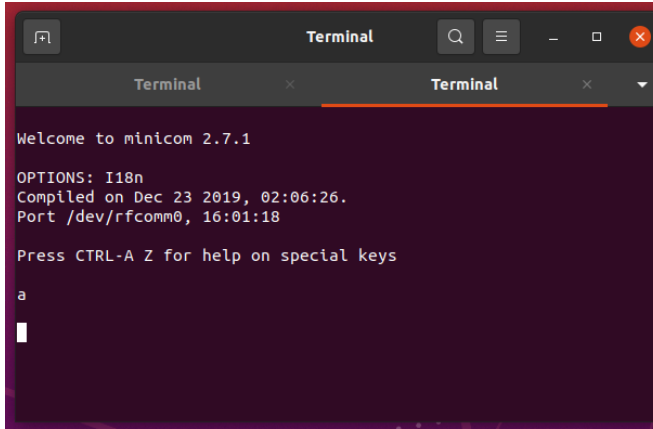 Terminal
Terminal
Terminal
Welcome to minicom 2.7.1
OPTIONS: I18n
Compiled on Dec 23 2019, 02:06:26.
Port /dev/rfcomm0, 16:01:18
Press CTRL-A Z for help on special keys
a